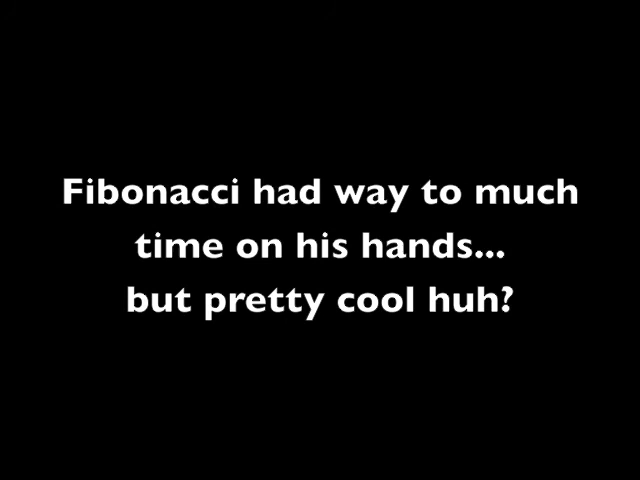 Fibonacci had way to much
time on his hands...
but pretty cool huh?